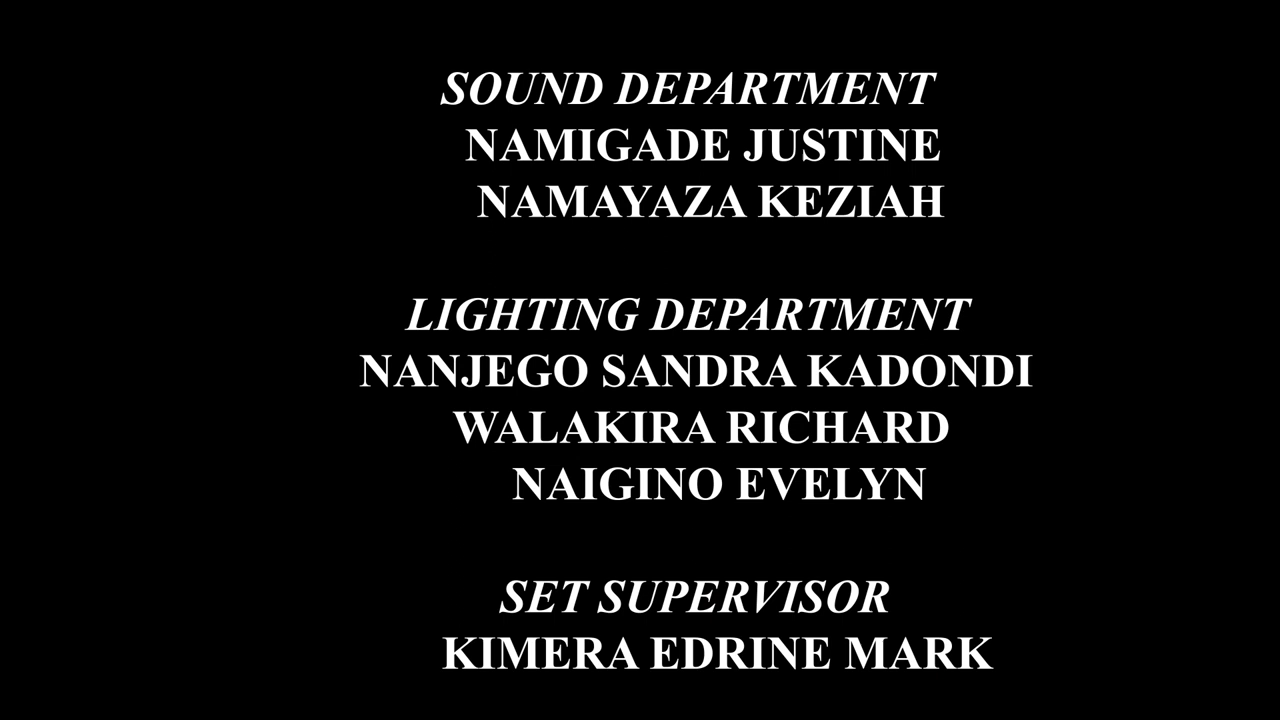 SOUND DEPARTMENT
NAMIGADE JUSTINE
NAMAYAZA KEZIAH
LIGHTING DEPARTMENT
NANJEGO SANDRA KADONDI
WALAKIRA RICHARD
NAIGINO EVELYN
SET SUPERVISOR
KIMERA EDRINE MARK